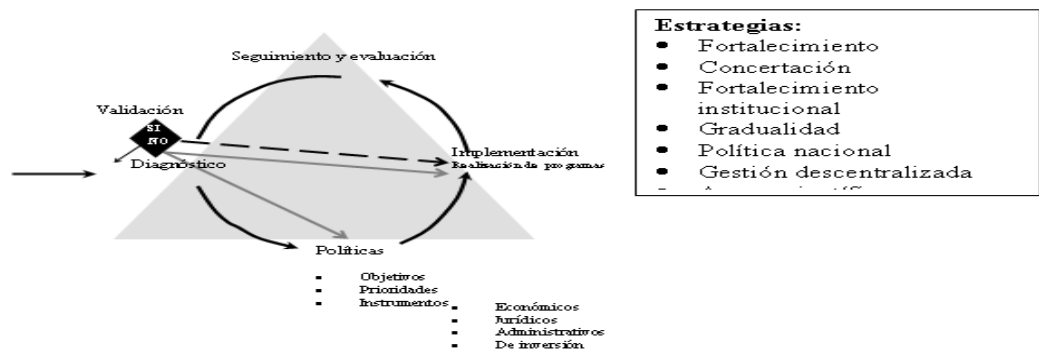 Seguimiento y evaluación
Validación
SI
NO
Diagnóstico
Implementación
Realización de programas
Políticas
▪ Objetivos
▪ Prioridades
▪ Instrumentos
▪ Económicos
▪ Jurídicos
▪ Administrativos
▪ De inversión
Estrategias:
• Fortalecimiento
• Concertación
• Fortalecimiento
institucional
• Gradualidad
• Política nacional
• Gestión descentralizada